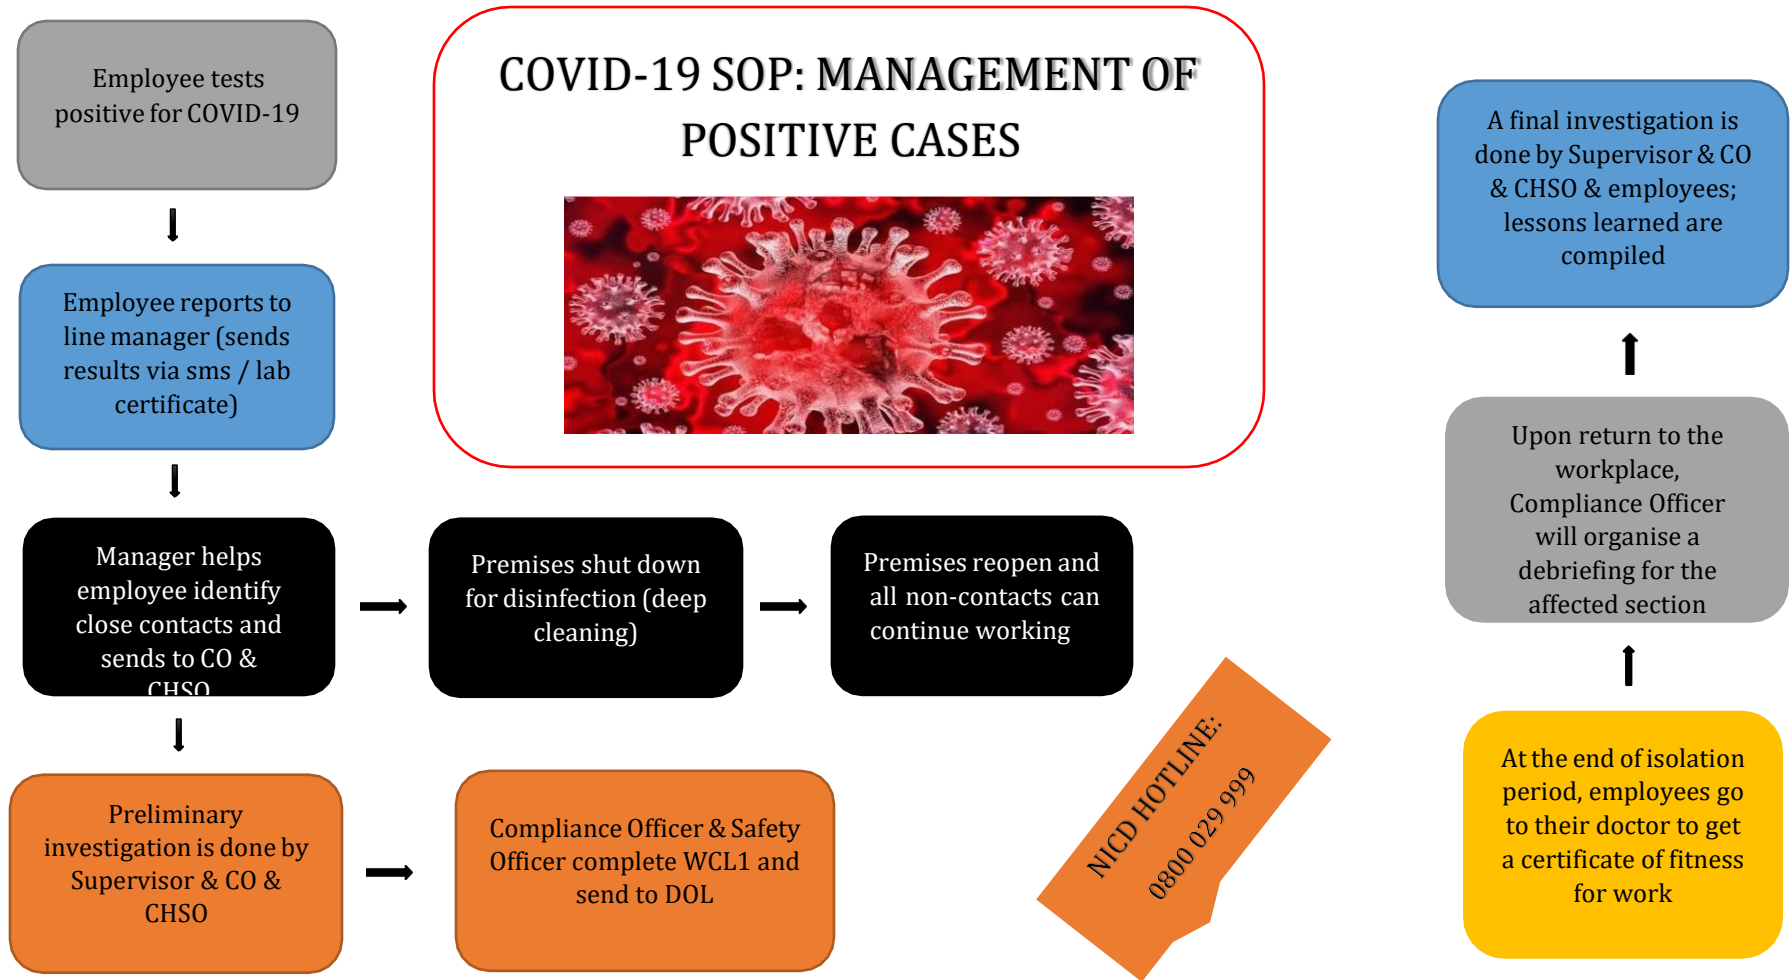 COVID-19 SOP: MANAGEMENT OF
POSITIVE CASES
Employee tests
positive for COVID-19
Employee reports to
line manager (sends
results via sms / lab
certificate)
Manager helps
employee identify
close contacts and
sends to CO &
CHSO
Premises shut down
for disinfection (deep
cleaning)
Premises reopen and
all non-contacts can
continue working
Preliminary
investigation is done by
Supervisor & CO &
CHSO
Compliance Officer & Safety
Officer complete WCL1 and
send to DOL
NICD HOTLINE:
0800 029 999
At the end of isolation
period, employees go
to their doctor to get
a certificate of fitness
for work
Upon return to the
workplace,
Compliance Officer
will organise a
debriefing for the
affected section
A final investigation is
done by Supervisor & CO
& CHSO & employees;
lessons learned are
compiled